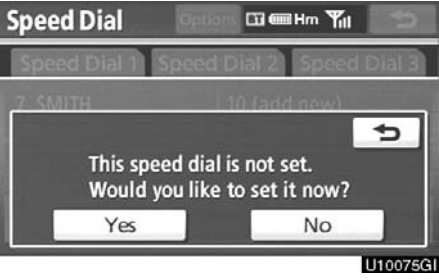 Speed Dial Options Hm
Speed Dial 1 Speed Dial 2 Speed Dial 3
7. SMITH 10 (add new)
This speed dial is not set.
Would you like to set it now?
Yes No
U10075GI